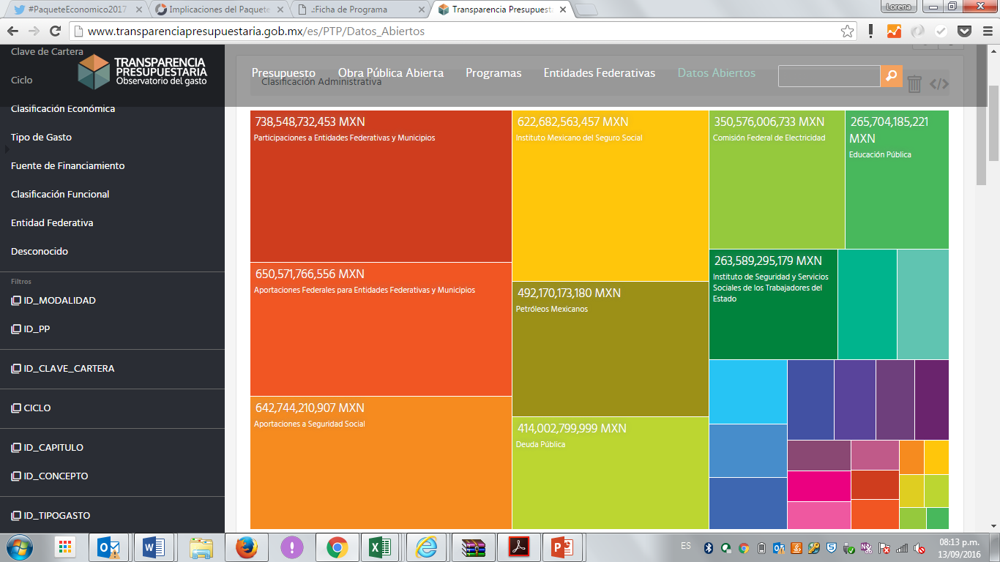 #PaqueteEconomico2017
Implicaciones del Paquete
.:Ficha de Programa
Transparencia Presupuest
Lorena
www.transparenciapresupuestaria.gob.mx/es/PTP/Datos_Abiertos
TRANSPARENCIA
PRESUPUESTARIA
Observatorio del gasto
Presupuesto
Obra Pública Abierta
Programas
Entidades Federativas
Datos Abiertos
Clasificación Administrativa
</>
Clave de Cartera
Ciclo
Clasificación Económica
Tipo de Gasto
Fuente de Financiamiento
Clasificación Funcional
Entidad Federativa
Desconocido
Filtros
ID_MODALIDAD
ID_PP
ID_CLAVE_CARTERA
CICLO
ID_CAPITULO
ID_CONCEPTO
ID_TIPOGASTO
738,548,732,453 MXN
Participaciones a Entidades Federativas y Municipios
650,571,766,556 MXN
Aportaciones Federales para Entidades Federativas y Municipios
642,744,210,907 MXN
Aportaciones a Seguridad Social
622,682,563,457 MXN
Instituto Mexicano del Seguro Social
492,170,173,180 MXN
Petróleos Mexicanos
414,002,799,999 MXN
Deuda Pública
350,576,006,733 MXN
Comisión Federal de Electricidad
265,704,185,221
MXN
Educación Pública
263,589,295,179 MXN
Instituto de Seguridad y Servicios
Sociales de los Trabajadores del
Estado
ES
08:13 p.m.
13/09/2016